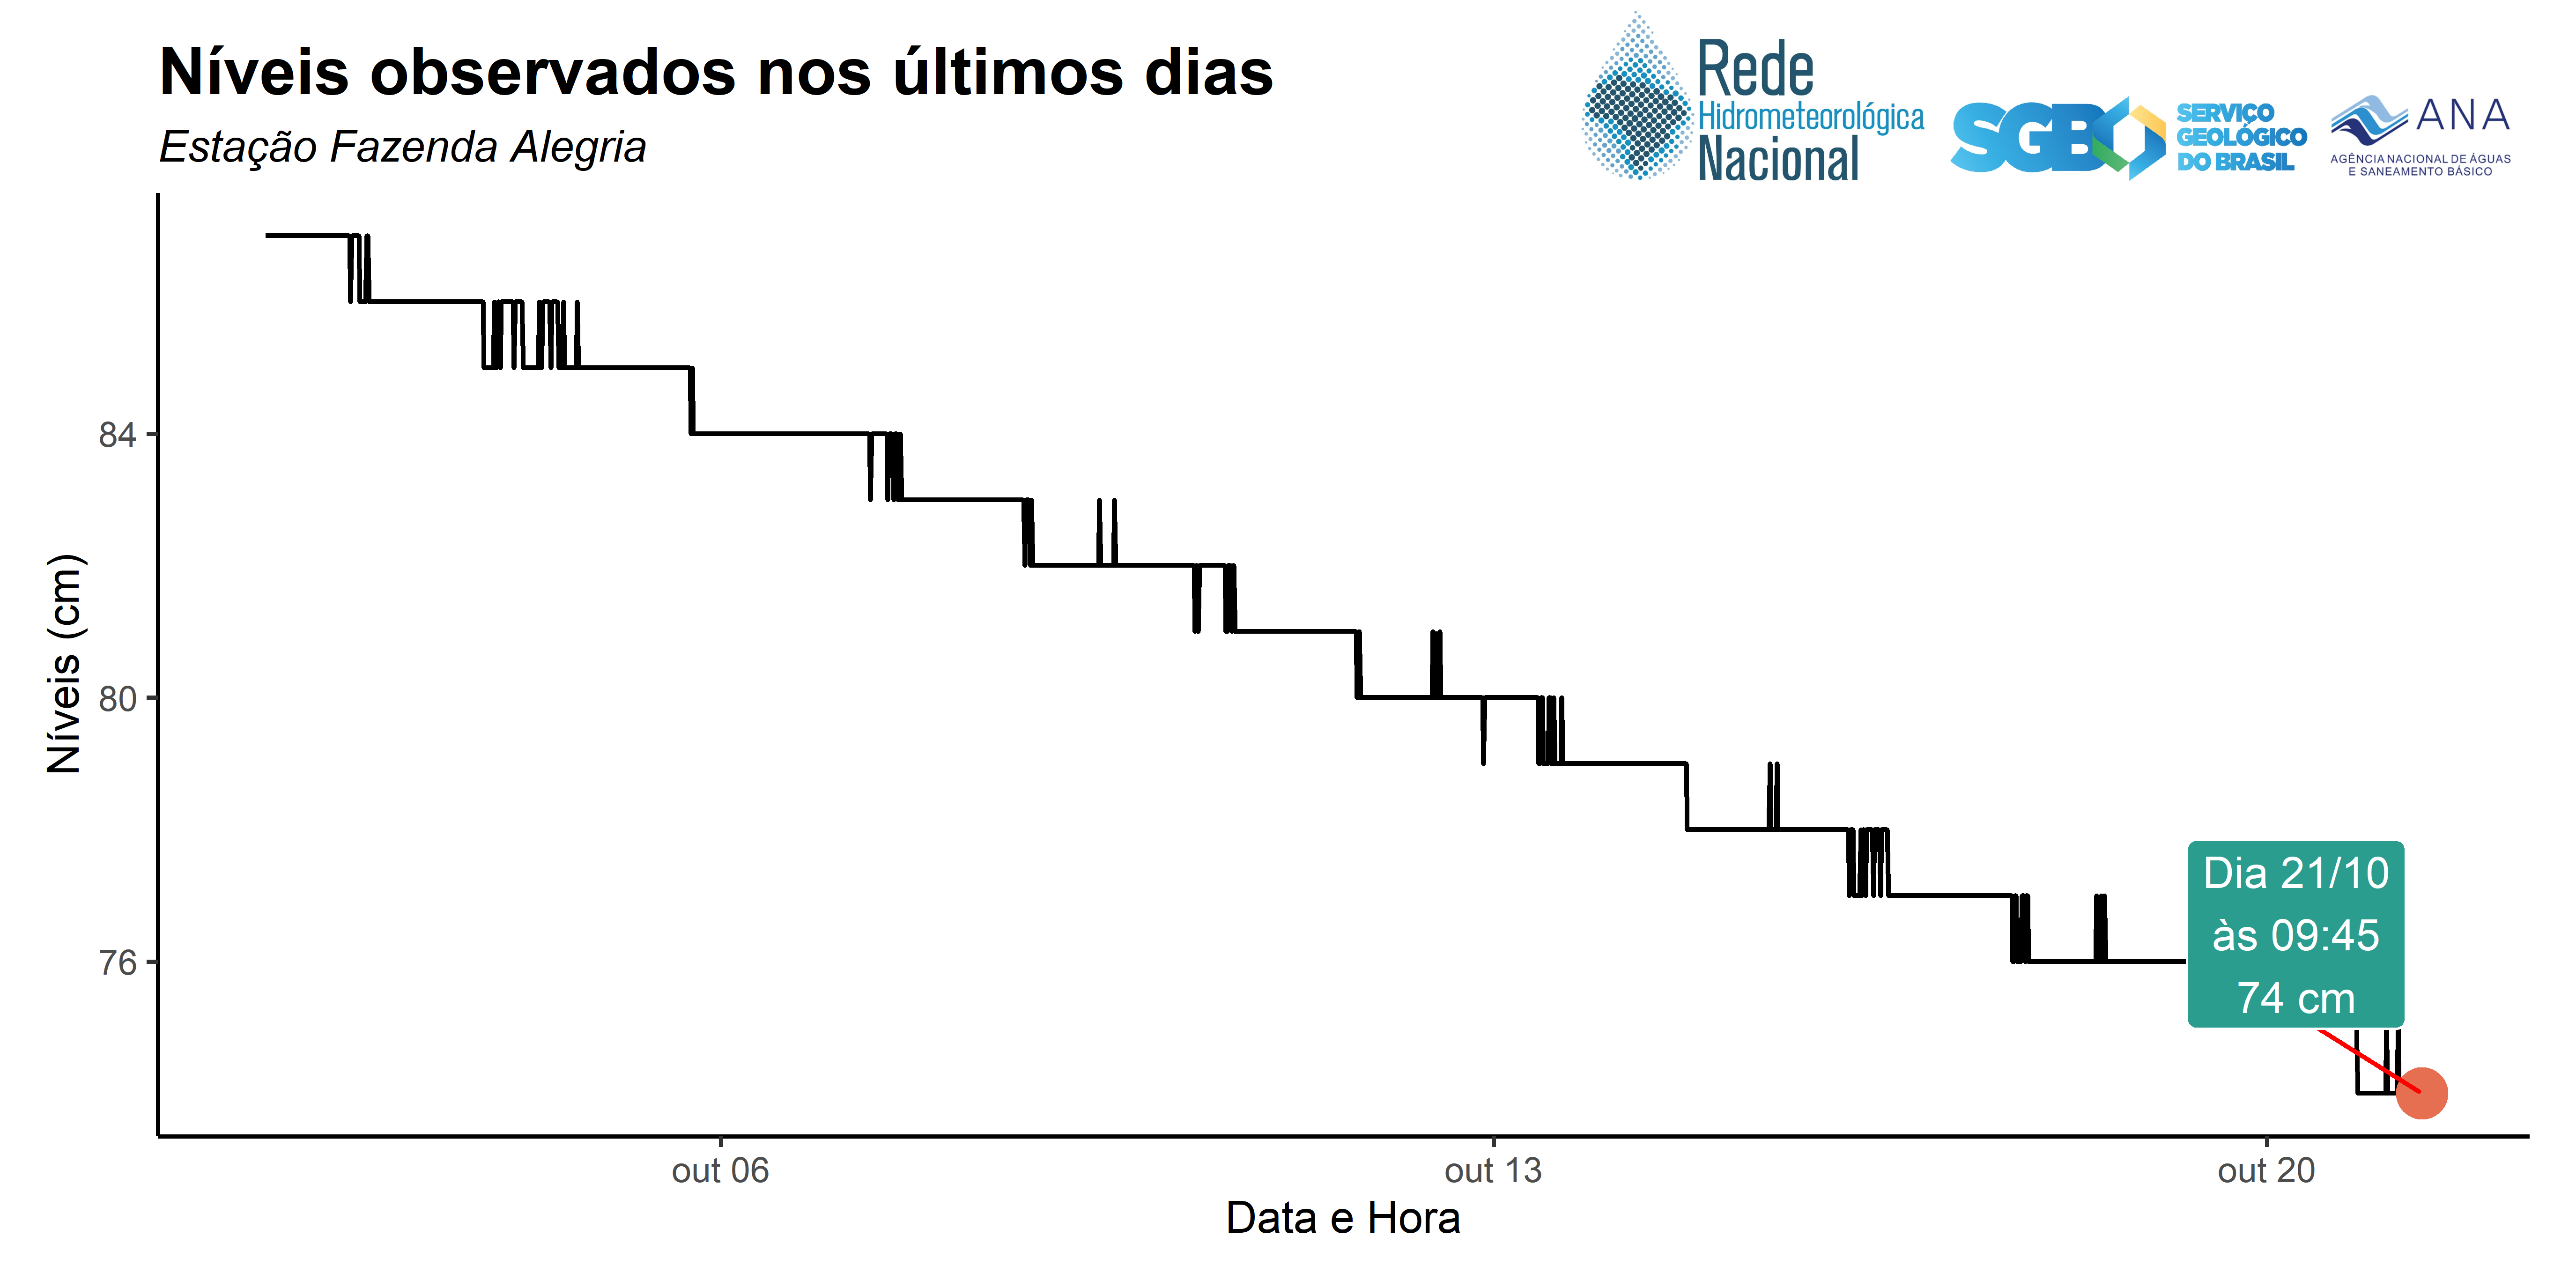 Níveis observados nos últimos dias
Estação Fazenda Alegria
Rede
Hidrometeorológica
Nacional
SGB
SERVIÇO
GEOLÓGICO
DO BRASIL
ANA
AGÊNCIA NACIONAL DE ÁGUAS
E SANEAMENTO BÁSICO
Níveis (cm)
84
80
76
Dia 21/10
às 09:45
74 cm
out 06
out 13
out 20
Data e Hora